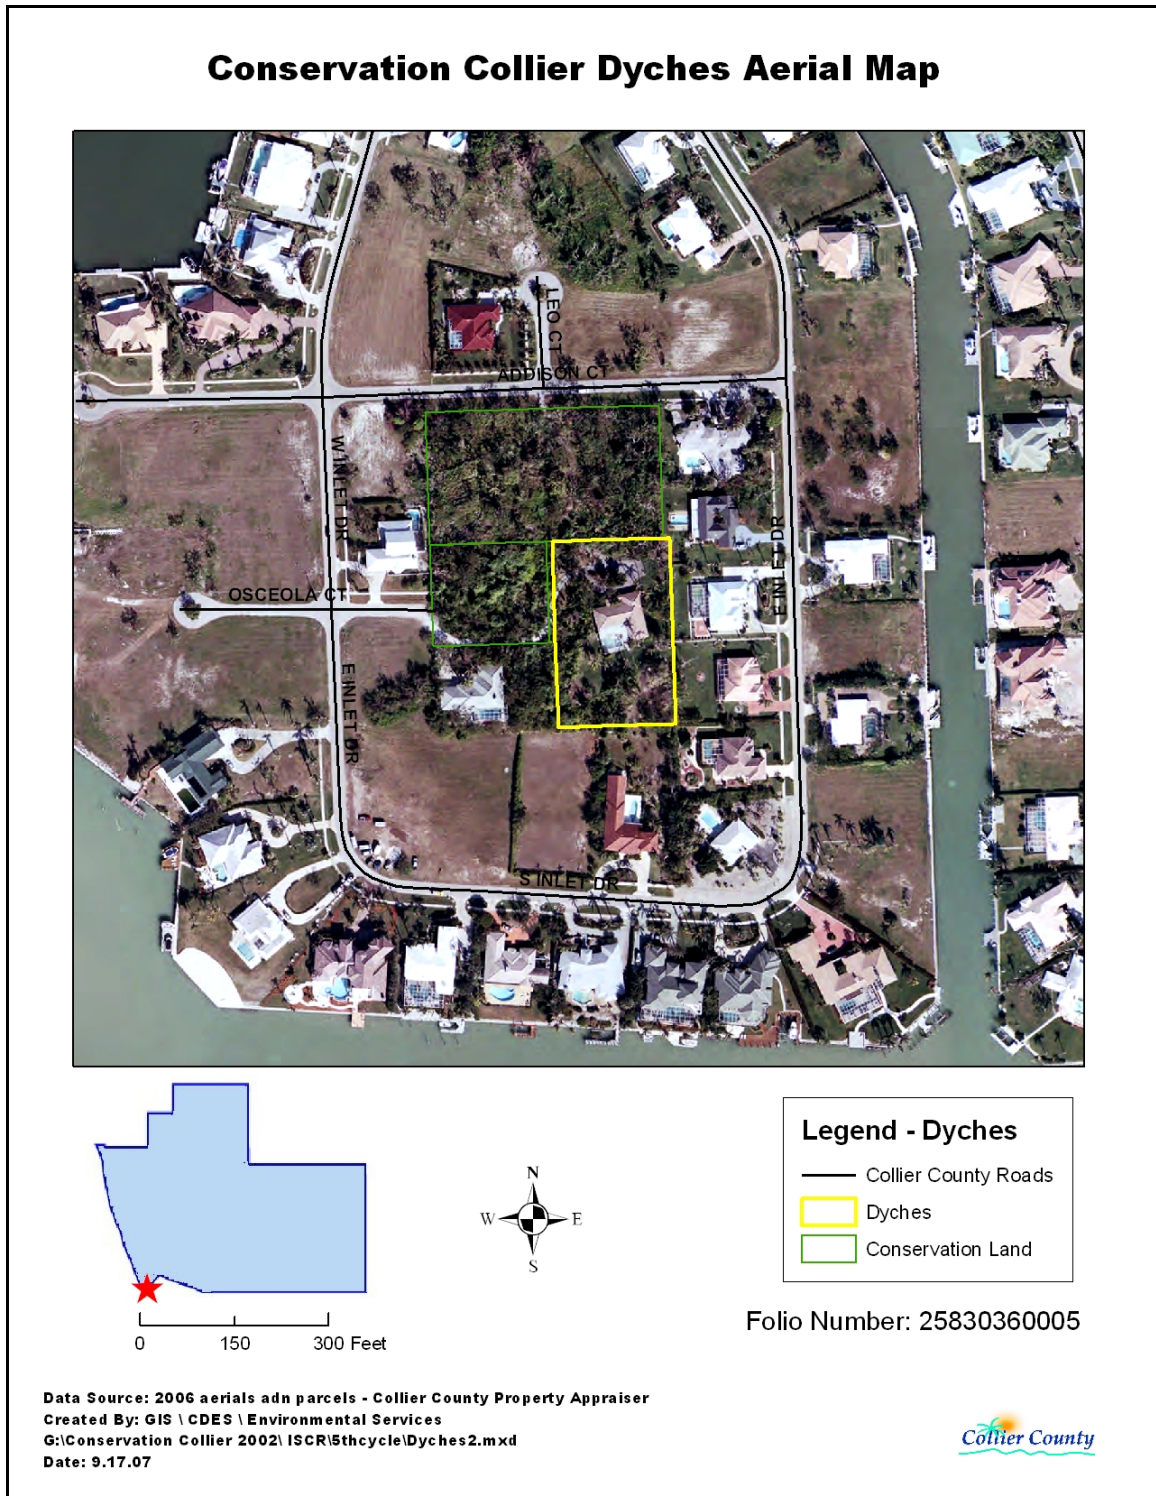 Conservation Collier Dyches Aerial Map
LEO CT
ADDISON CT
W INLET DR
E INLET DR
OSCEOLA CT
E INLET DR
S INLET DR
Legend - Dyches
Collier County Roads
Dyches
Conservation Land
N
W E
S
0 150 300 Feet
Folio Number: 25830360005
Data Source: 2006 aerials adn parcels - Collier County Property Appraiser
Created By: GIS \ CDES \ Environmental Services
G:\Conservation Collier 2002\ ISCR\5thcycle\Dyches2.mxd
Date: 9.17.07
Collier County